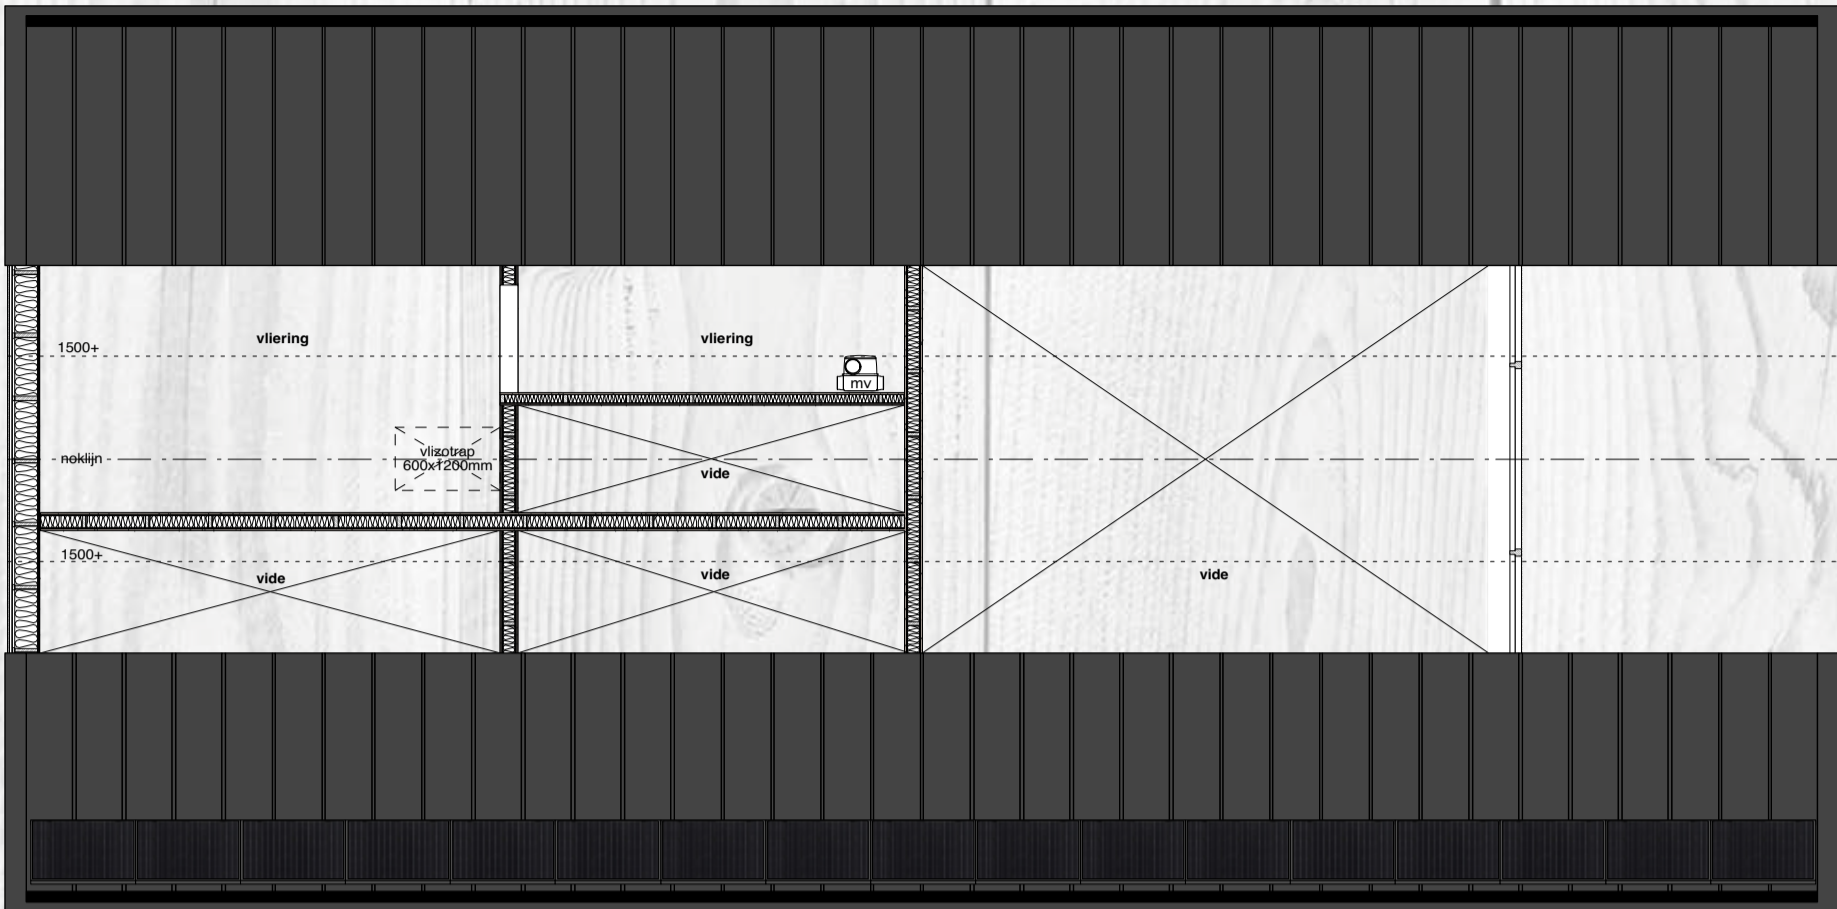 vliering
vliering
1500+
mv
vlizotrap
600x1200mm
noklijn
vide
1500+
vide
vide
vide